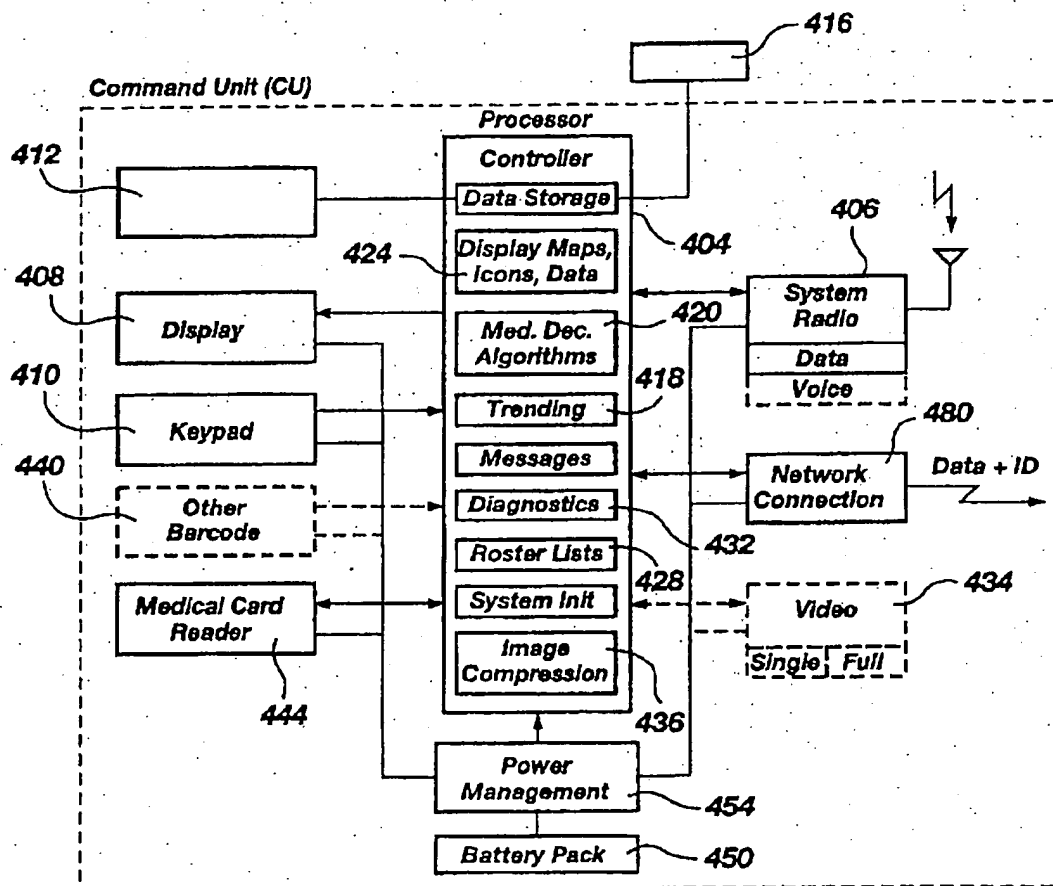 416
Command Unit (CU)
Processor
Controller
412
Data Storage
404
406
424
Display Maps,
Icons, Data
System
Radio
408
Display
420
Med. Dec.
Algorithms
Data
Voice
410
Keypad
418
Trending
480
Messages
Network
Connection
Data + ID
440
Other
Barcode
Diagnostics
432
Roster Lists
428
Medical Card
Reader
System Init
434
Video
Single
Full
Image
Compression
444
436
Power
Management
454
Battery Pack
450